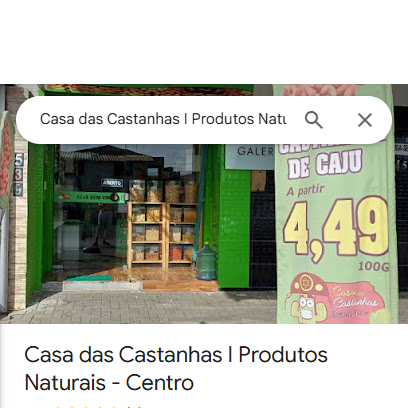 Casa das Castanhas | Produtos Natu
GALER
CASTANHA
DE CAJU
A partir
4,49
100G
ABERTO
SEJA BEM-VINDO
539
Casa das
Castanhas
Casa das Castanhas | Produtos
Naturais - Centro